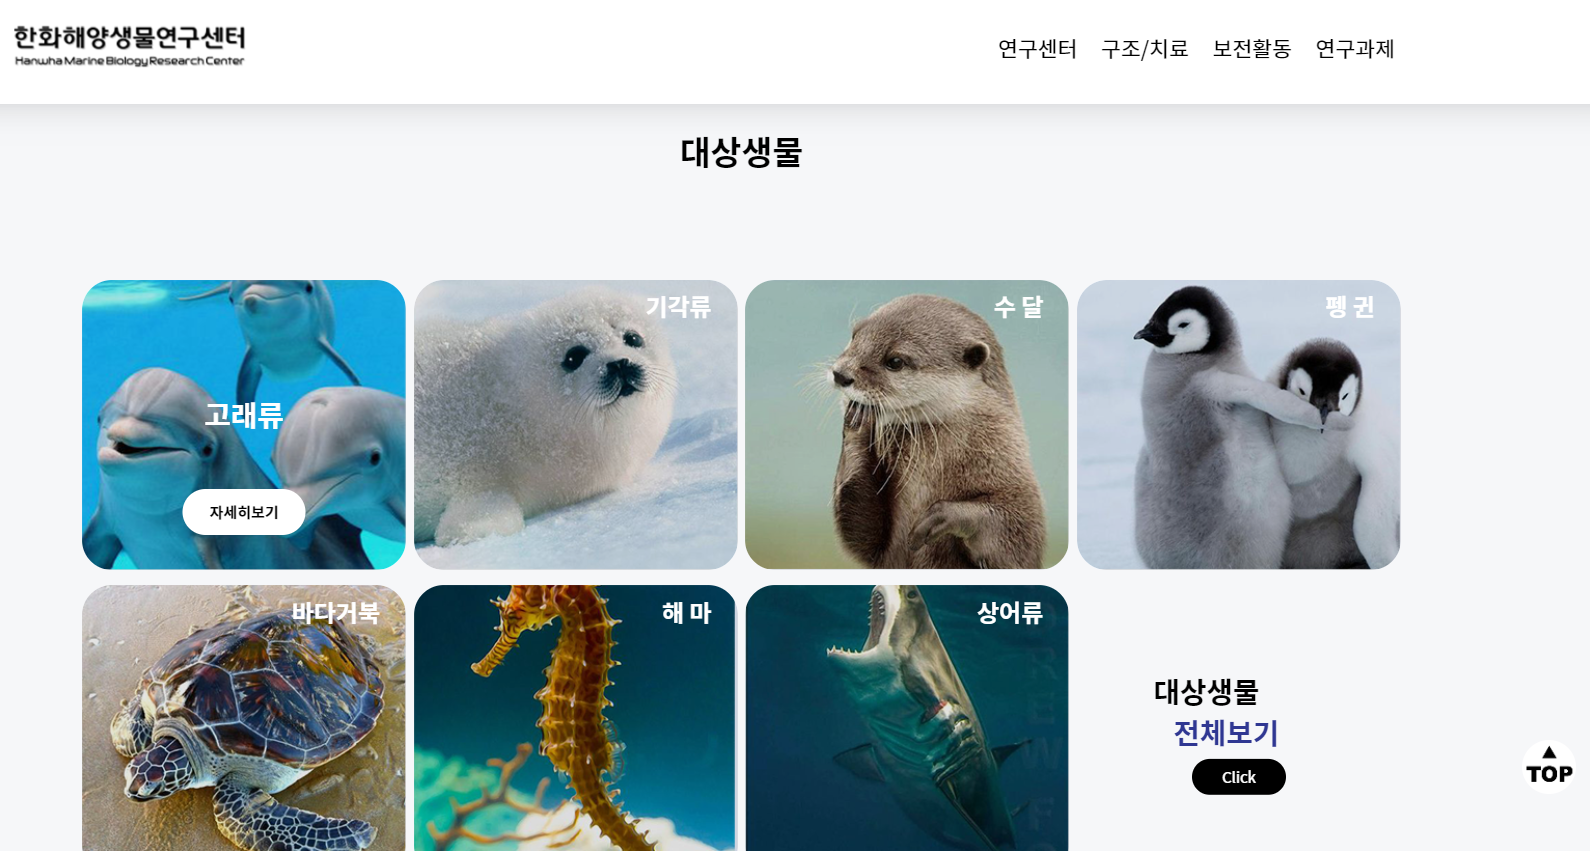 한화해양생물연구센터
Hanwha Marine Biology Research Center
연구센터 구조/치료 보전활동 연구과제
대상생물
고래류
자세히보기
기각류
수 달
펭 귄
바다거북
해 마
상어류
대상생물
전체보기
Click
TOP